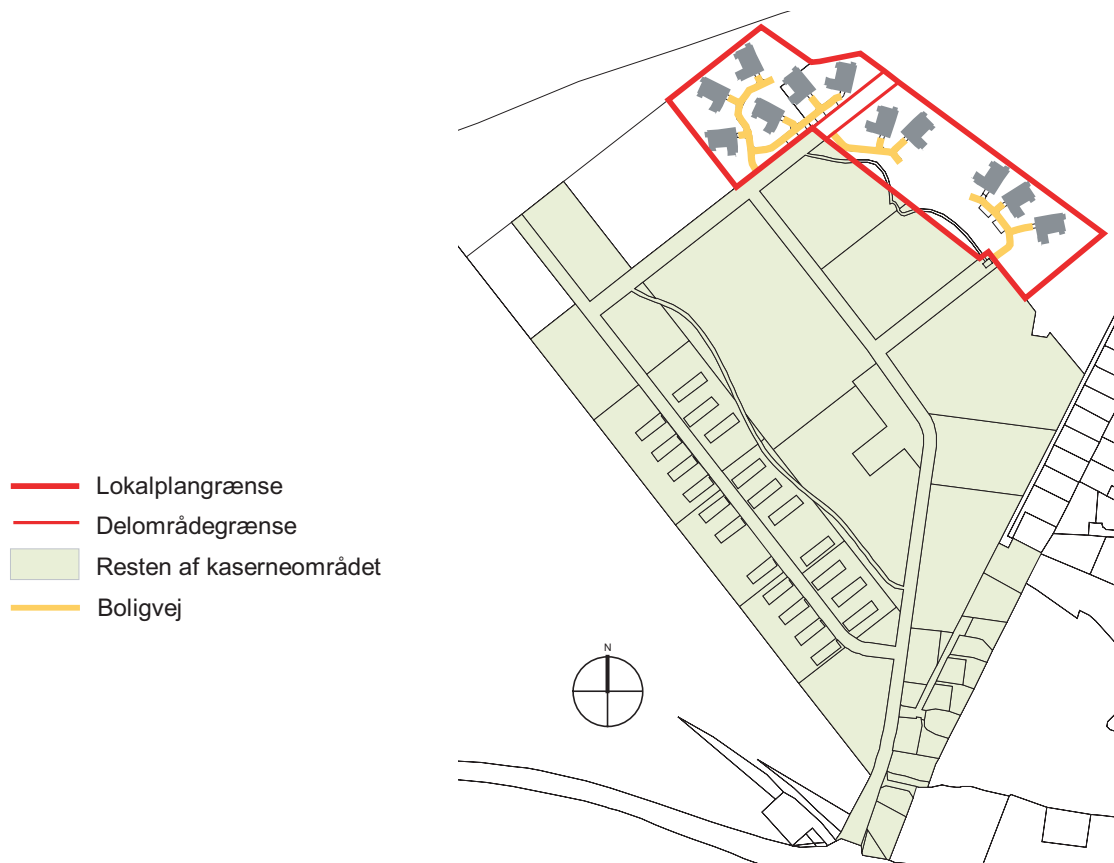 Lokalplangrænse
Delområdegrænse
Resten af kaserneområdet
Boligvej
N